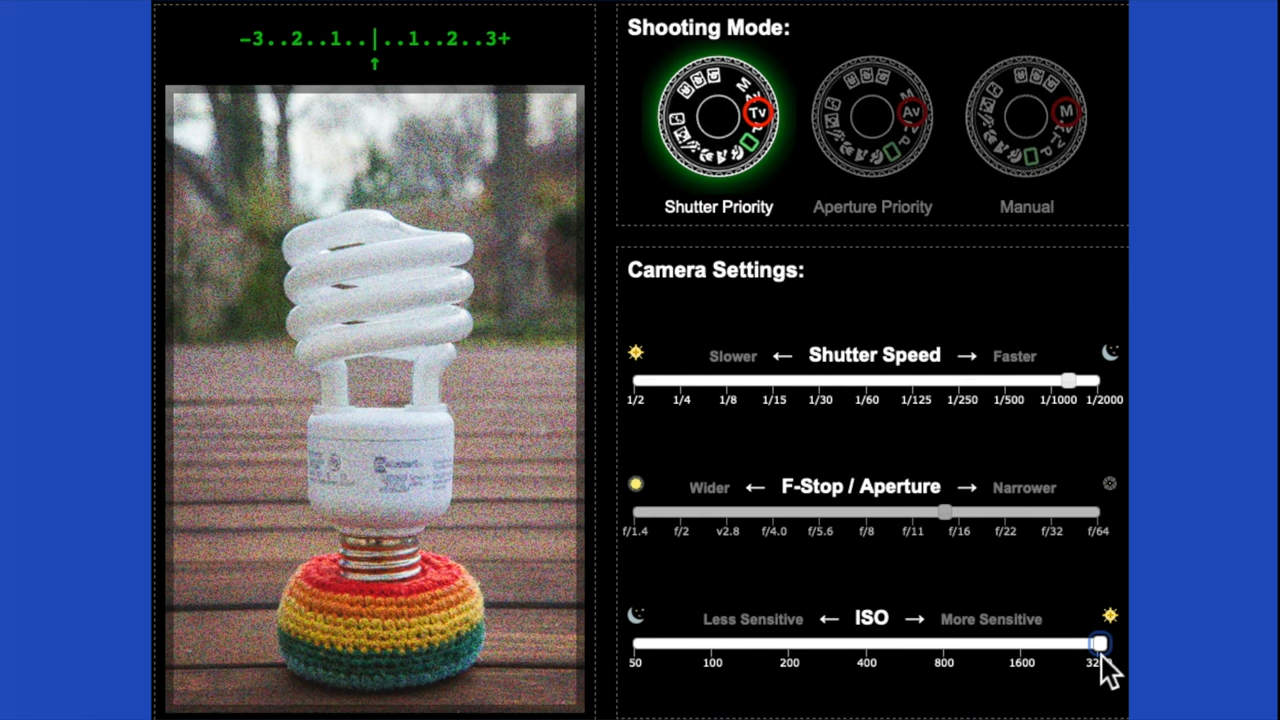 -3..2..1..|..1..2..3+
↑
Shooting Mode:
M
Tv
P
Av
P
M
P
Shutter Priority
Aperture Priority
Manual
Camera Settings:
Slower ← Shutter Speed → Faster
1/2 1/4 1/8 1/15 1/30 1/60 1/125 1/250 1/500 1/1000 1/2000
Wider ← F-Stop / Aperture → Narrower
f/1.4 f/2 v2.8 f/4.0 f/5.6 f/8 f/11 f/16 f/22 f/32 f/64
Less Sensitive ← ISO → More Sensitive
50 100 200 400 800 1600